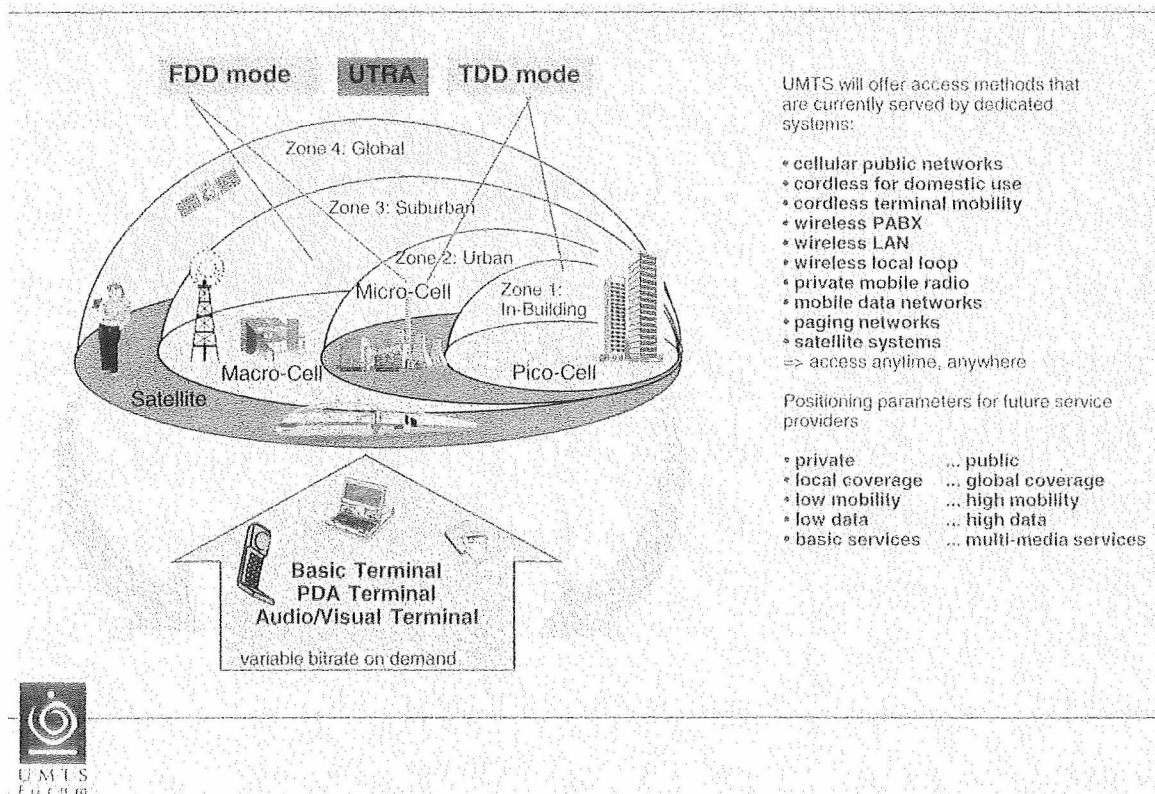 FDD mode UTRA TDD mode
Zone 4: Global
Zone 3: Suburban
Zone 2: Urban
Micro-Cell
Zone 1:
In-Building
Macro-Cell
Pico-Cell
Satellite
Basic Terminal
PDA Terminal
Audio/Visual Terminal
variable bitrate on demand
UMTS will offer access methods that
are currently served by dedicated
systems:
• cellular public networks
• cordless for domestic use
• cordless terminal mobility
• wireless PABX
• wireless LAN
• wireless local loop
• private mobile radio
• mobile data networks
• paging networks
• satellite systems
=> access anytime, anywhere
Positioning parameters for future service
providers
• private ... public
• local coverage ... global coverage
• low mobility ... high mobility
• low data ... high data
• basic services ... multi-media services
UMTS
Forum